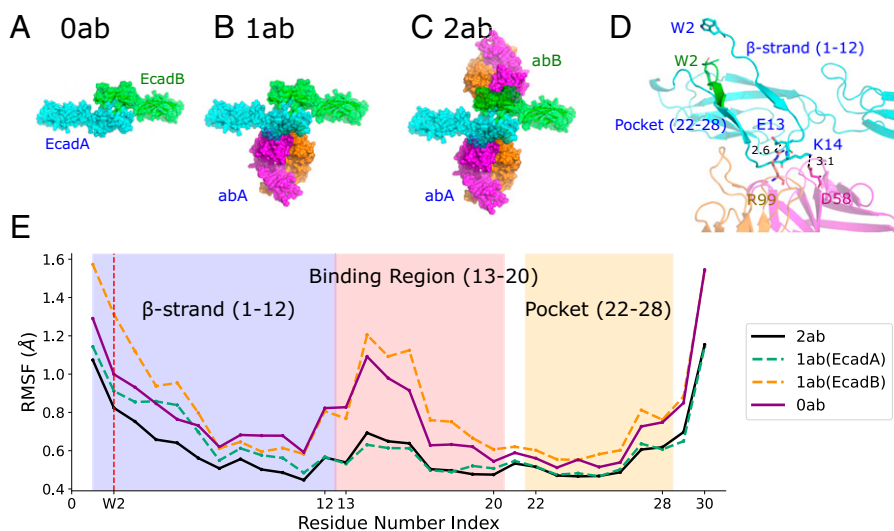 A 0ab
EcadB
EcadA
B 1ab
abA
C 2ab
abB
abA
D
W2
β-strand (1-12)
W2
Pocket (22-28)
E13
K14
2.6
3.1
R99
D58
E
Binding Region (13-20)
β-strand (1-12)
Pocket (22-28)
RMSF (Å)
1.6
1.4
1.2
1.0
0.8
0.6
0.4
0 W2 12 13 20 22 28 30
Residue Number Index
2ab
1ab(EcadA)
1ab(EcadB)
0ab